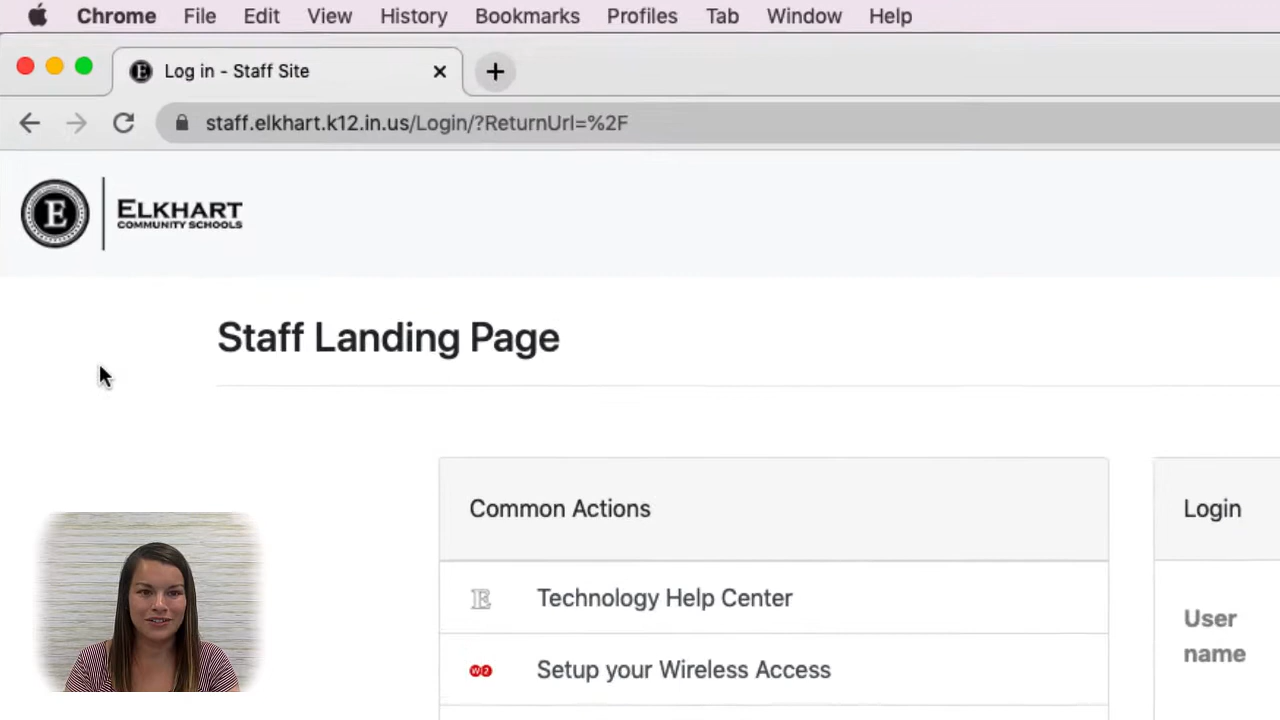 Chrome File Edit View History Bookmarks Profiles Tab Window Help
E Log in - Staff Site
staff.elkhart.k12.in.us/Login/?ReturnUrl=%2F
E ELKHART
COMMUNITY SCHOOLS
Staff Landing Page
Common Actions
Login
E Technology Help Center
User
name
W2 Setup your Wireless Access